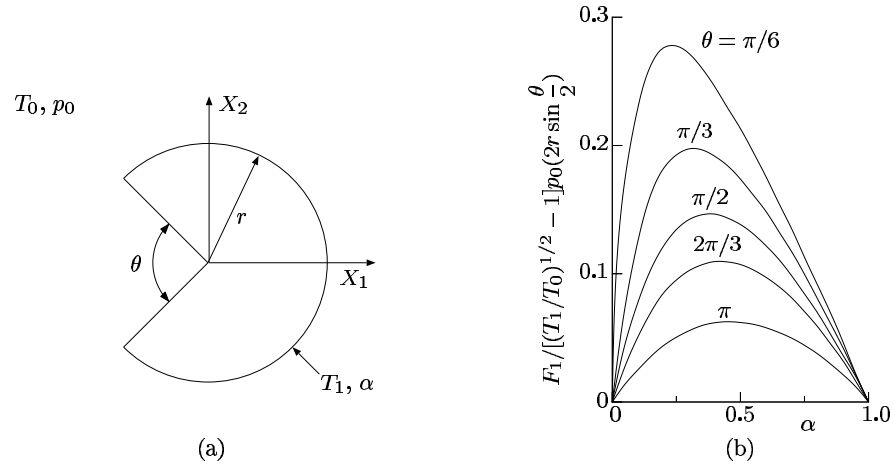 T₀, p₀
X₂
r
θ
X₁
T₁, α
(a)
F₁/[(T₁/T₀)^{1/2} − 1]p₀(2r sin θ/2)
0.3
0.2
0.1
0
θ = π/6
π/3
π/2
2π/3
π
0
0.5
α
1.0
(b)